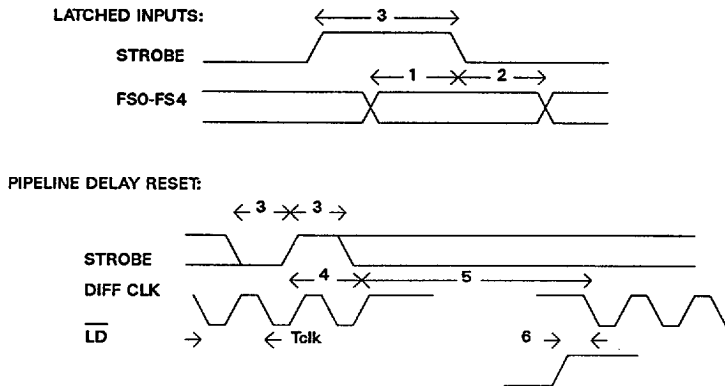 LATCHED INPUTS:
3
STROBE
1
2
FS0-FS4
PIPELINE DELAY RESET:
3
3
STROBE
4
5
DIFF CLK
LD
Tclk
6